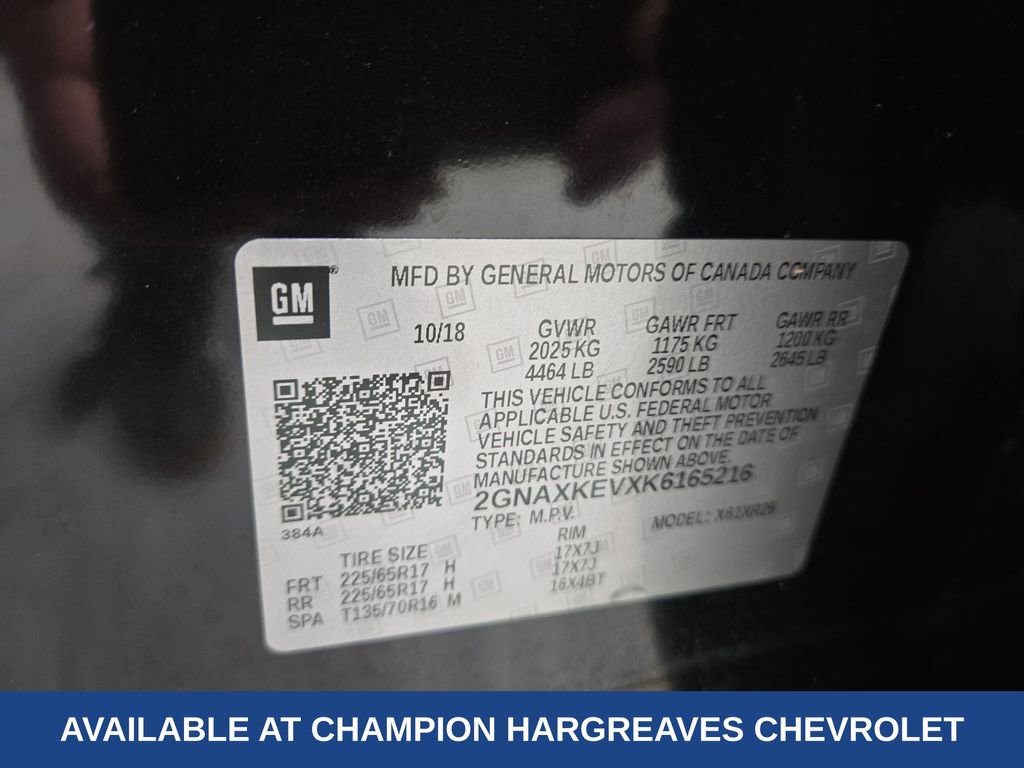 GM
MFD BY GENERAL MOTORS OF CANADA COMPANY
10/18
GVWR GAWR FRT GAWR RR
2025 KG 1175 KG 1200 KG
4464 LB 2590 LB 2645 LB
THIS VEHICLE CONFORMS TO ALL
APPLICABLE U.S. FEDERAL MOTOR
VEHICLE SAFETY AND THEFT PREVENTION
STANDARDS IN EFFECT ON THE DATE OF
MANUFACTURE SHOWN ABOVE.
2GNAXKEVXK6165216
TYPE: M.P.V. MODEL: X61XR26
384A
TIRE SIZE RIM
FRT 225/65R17 H 17X7J
RR 225/65R17 H 17X7J
SPA T135/70R16 M 16X4BT
AVAILABLE AT CHAMPION HARGREAVES CHEVROLET